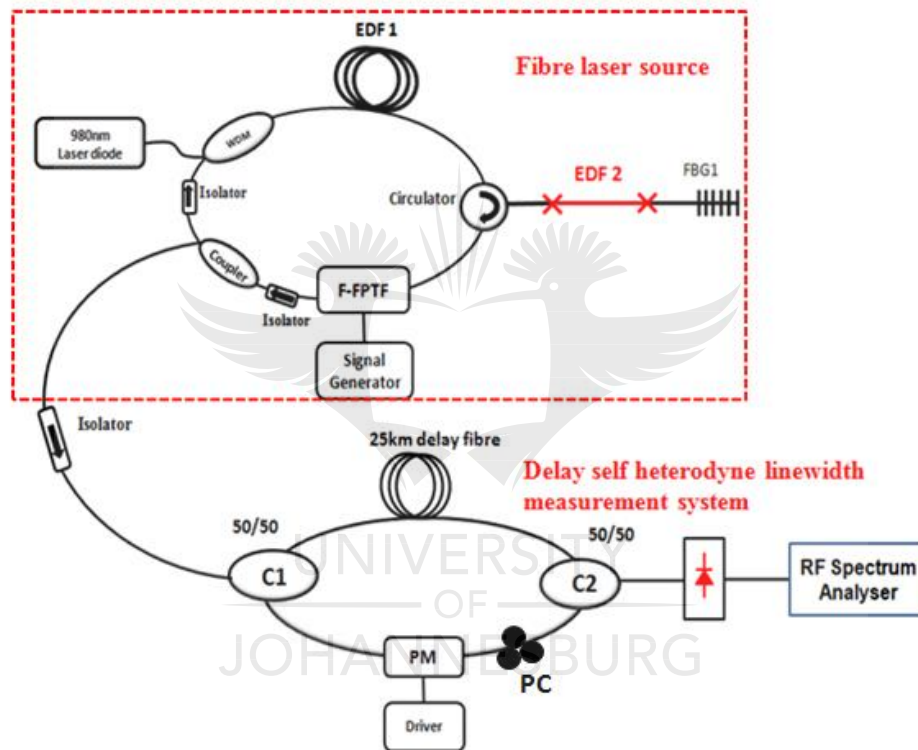 EDF 1
Fibre laser source
980nm
Laser diode
WDM
Isolator
Circulator
EDF 2
FBG1
Coupler
Isolator
F-FPTF
Signal
Generator
Isolator
25km delay fibre
Delay self heterodyne linewidth
measurement system
50/50
50/50
C1
C2
RF Spectrum
Analyser
UNIVERSITY
OF
JOHANNESBURG
PM
PC
Driver